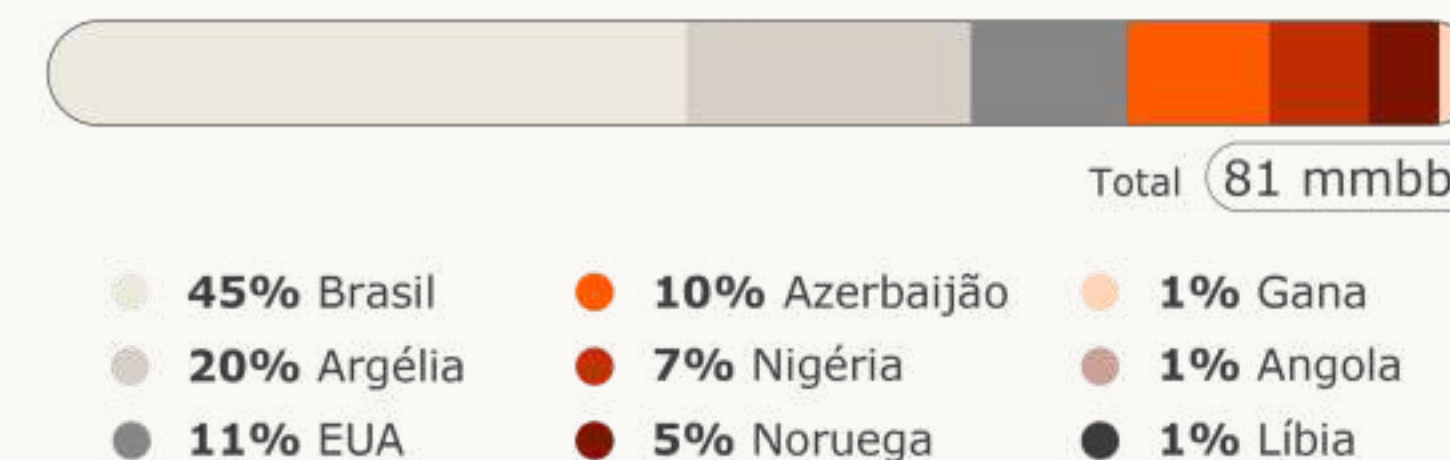 Total 81 mmbb
45% Brasil 10% Azerbaijão 1% Gana
20% Argélia 7% Nigéria 1% Angola
11% EUA 5% Noruega 1% Líbia